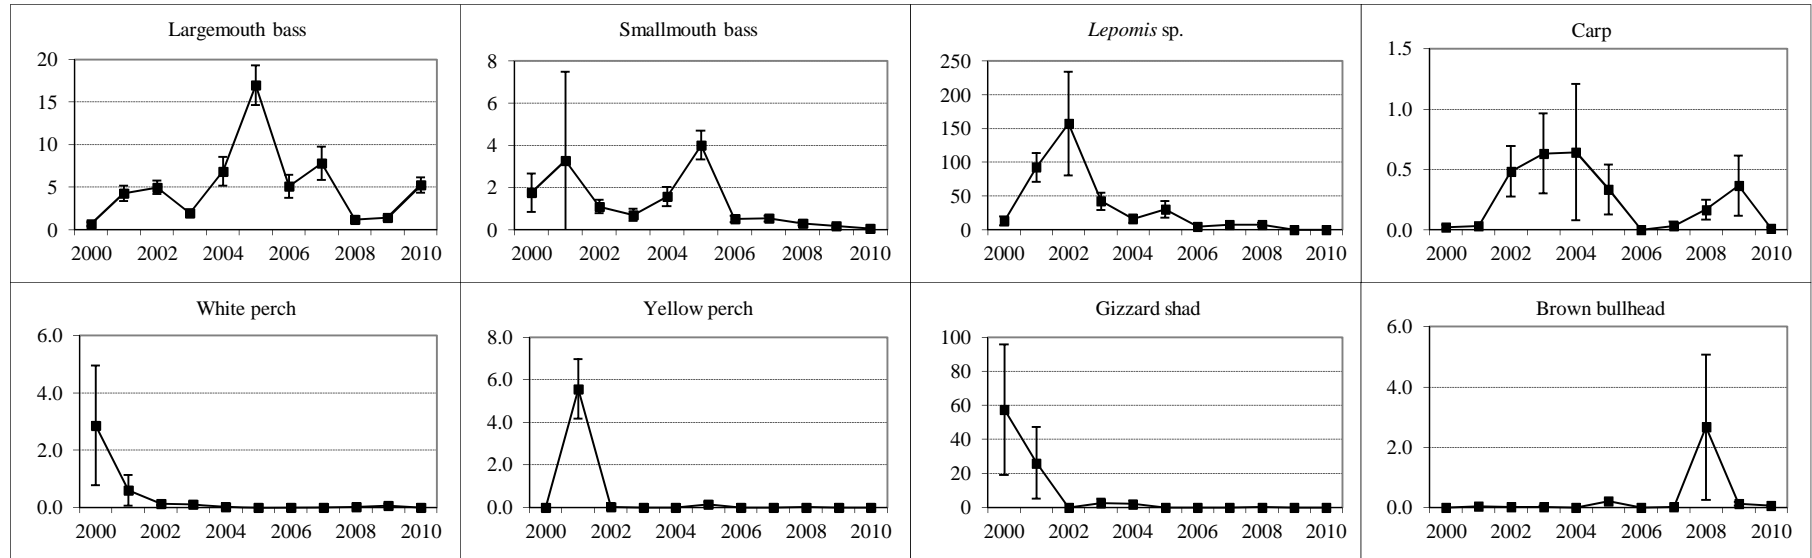 Largemouth bass
20
15
10
5
0
2000 2002 2004 2006 2008 2010
Smallmouth bass
8
6
4
2
0
2000 2002 2004 2006 2008 2010
Lepomis sp.
250
200
150
100
50
0
2000 2002 2004 2006 2008 2010
Carp
1.5
1.0
0.5
0.0
2000 2002 2004 2006 2008 2010
White perch
6.0
4.0
2.0
0.0
2000 2002 2004 2006 2008 2010
Yellow perch
8.0
6.0
4.0
2.0
0.0
2000 2002 2004 2006 2008 2010
Gizzard shad
100
80
60
40
20
0
2000 2002 2004 2006 2008 2010
Brown bullhead
6.0
4.0
2.0
0.0
2000 2002 2004 2006 2008 2010